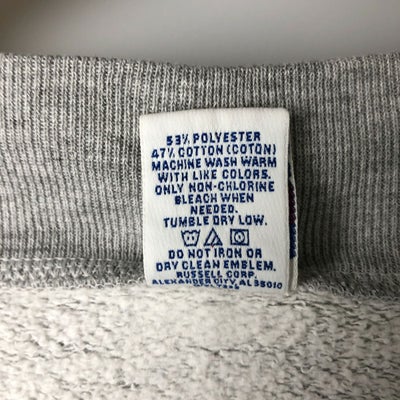 53% POLYESTER
47% COTTON (COTON)
MACHINE WASH WARM
WITH LIKE COLORS.
ONLY NON-CHLORINE
BLEACH WHEN
NEEDED.
TUMBLE DRY LOW.
DO NOT IRON OR
DRY CLEAN EMBLEM.
RUSSELL CORP.
ALEXANDER CITY, AL 35010